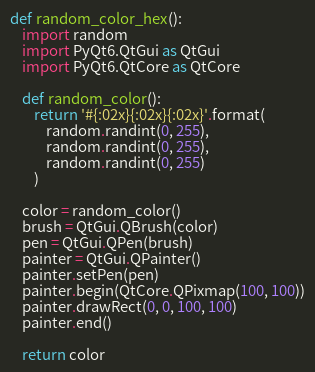 def random_color_hex():
    import random
    import PyQt6.QtGui as QtGui
    import PyQt6.QtCore as QtCore

    def random_color():
        return '#{:02x}{:02x}{:02x}'.format(
            random.randint(0, 255),
            random.randint(0, 255),
            random.randint(0, 255)
        )

    color = random_color()
    brush = QtGui.QBrush(color)
    pen = QtGui.QPen(brush)
    painter = QtGui.QPainter()
    painter.setPen(pen)
    painter.begin(QtCore.QPixmap(100, 100))
    painter.drawRect(0, 0, 100, 100)
    painter.end()

    return color